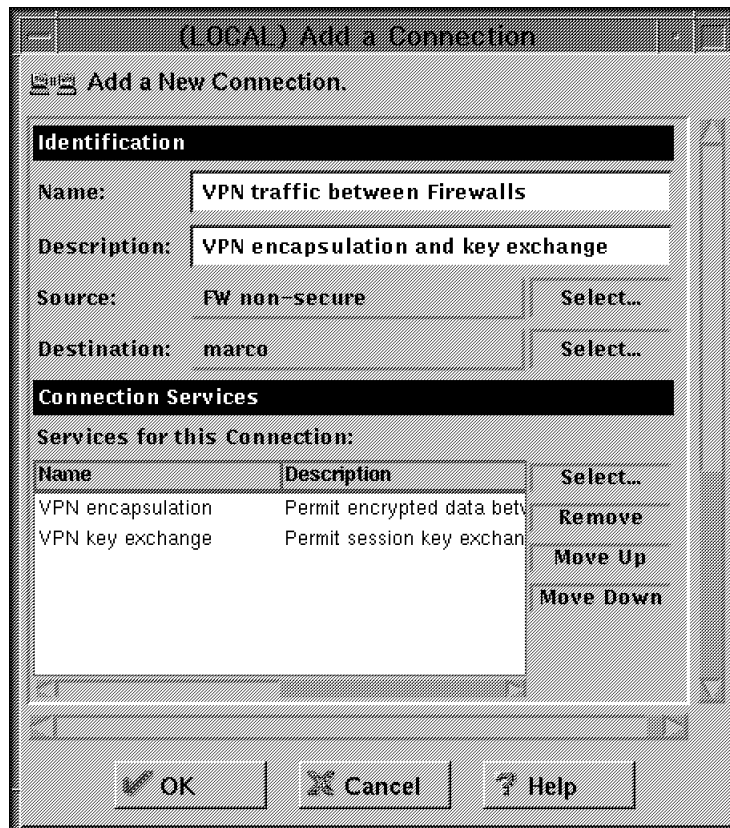 (LOCAL) Add a Connection
Add a New Connection.
Identification
Name: VPN traffic between Firewalls
Description: VPN encapsulation and key exchange
Source: FW non-secure Select...
Destination: marco Select...
Connection Services
Services for this Connection:
Name Description Select...
VPN encapsulation Permit encrypted data betw
Remove
VPN key exchange Permit session key exchan
Move Up
Move Down
OK Cancel Help